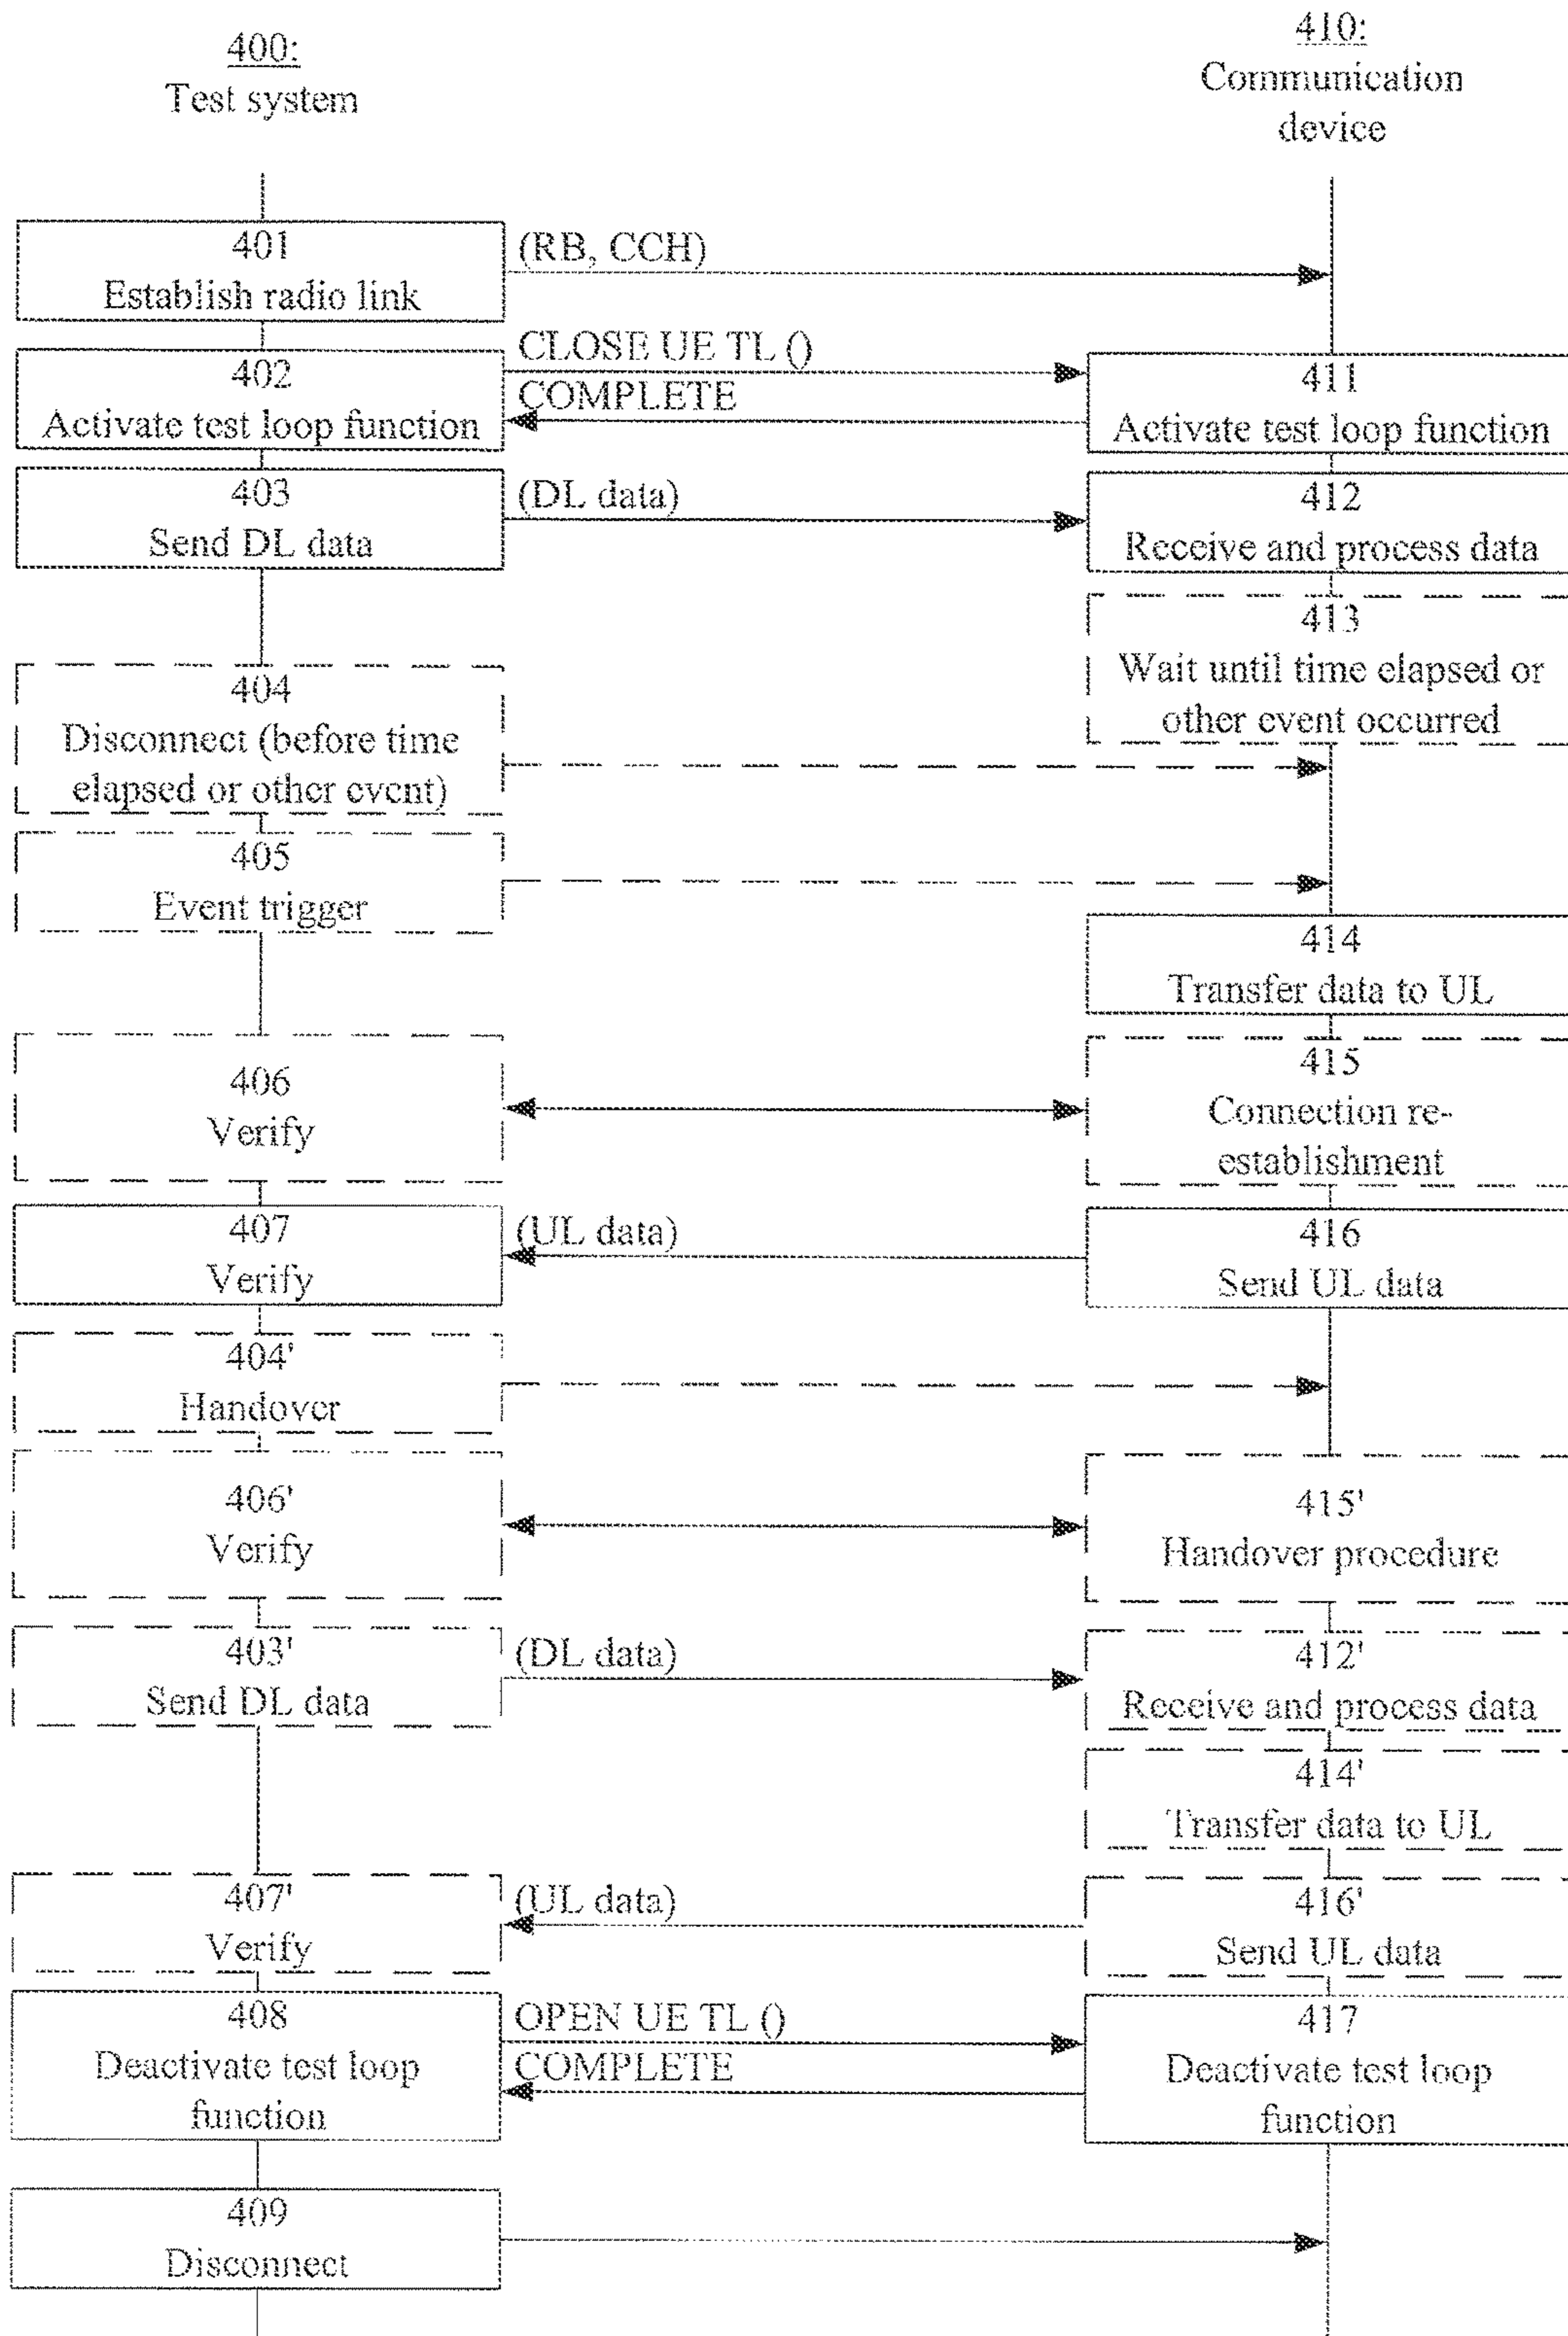 400:
Test system
410:
Communication
device
401
Establish radio link
(RB, CCH)
402
Activate test loop function
CLOSE UE TL ()
COMPLETE
411
Activate test loop function
403
Send DL data
(DL data)
412
Receive and process data
413
Wait until time elapsed or
other event occurred
404
Disconnect (before time
elapsed or other event)
405
Event trigger
414
Transfer data to UL
406
Verify
415
Connection re-
establishment
407
Verify
(UL data)
416
Send UL data
404'
Handover
406'
Verify
415'
Handover procedure
403'
Send DL data
(DL data)
412'
Receive and process data
414'
Transfer data to UL
407'
Verify
(UL data)
416'
Send UL data
408
Deactivate test loop
function
OPEN UE TL ()
COMPLETE
417
Deactivate test loop
function
409
Disconnect